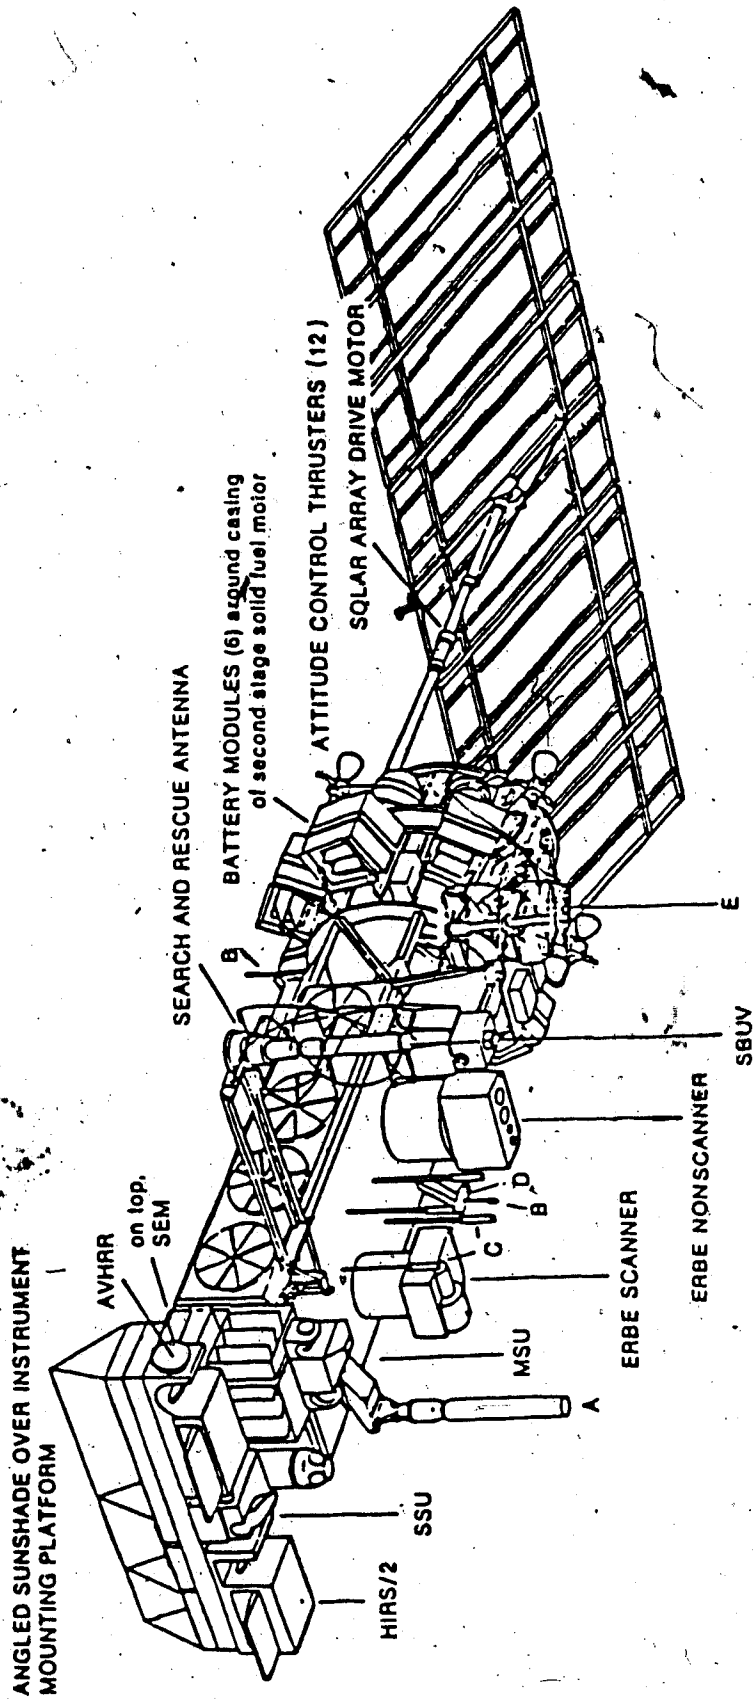 ANGLED SUNSHADE OVER INSTRUMENT
MOUNTING PLATFORM
AVHRR
on top,
SEM
SEARCH AND RESCUE ANTENNA
B
BATTERY MODULES (6) around casing
of second stage solid fuel motor
ATTITUDE CONTROL THRUSTERS (12)
SOLAR ARRAY DRIVE MOTOR
HIRS/2
SSU
A
MSU
ERBE SCANNER
C
B
D
ERBE NONSCANNER
SBUV
E